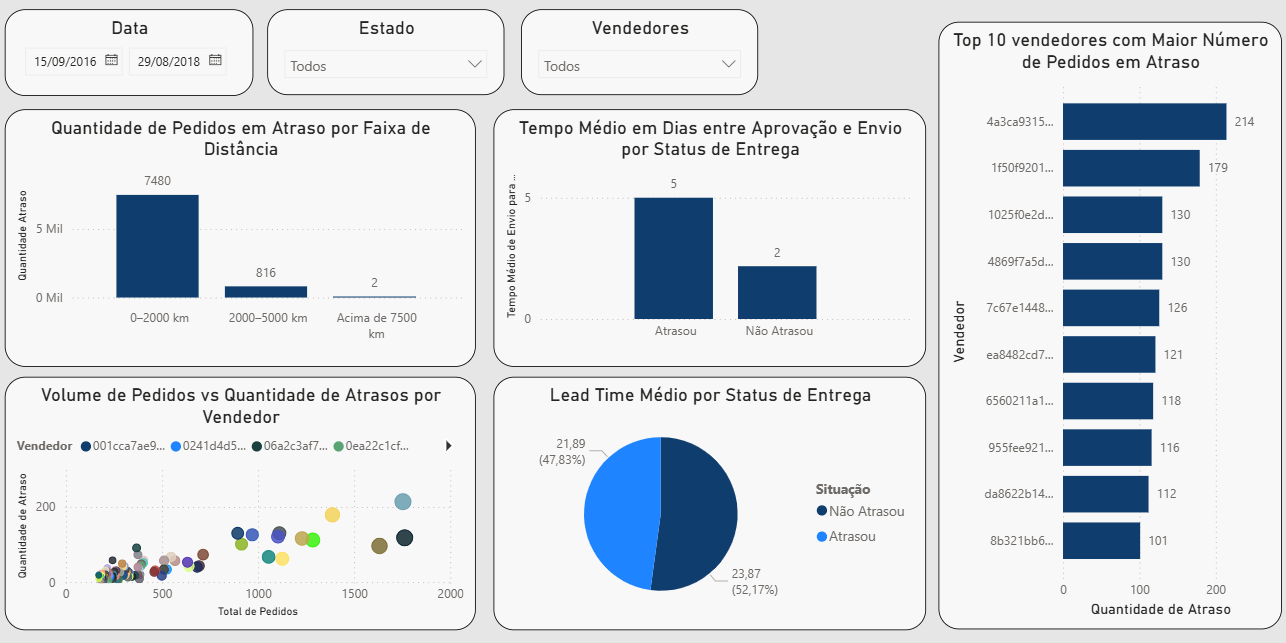 Data
15/09/2016
29/08/2018
Estado
Todos
Vendedores
Todos
Quantidade de Pedidos em Atraso por Faixa de
Distância
Quantidade Atraso
5 Mil
0 Mil
7480
816
2
0–2000 km
2000–5000 km
Acima de 7500
km
Tempo Médio em Dias entre Aprovação e Envio
por Status de Entrega
Tempo Médio de Envio para ...
5
0
5
2
Atrasou
Não Atrasou
Volume de Pedidos vs Quantidade de Atrasos por
Vendedor
Vendedor
001cca7ae9...
0241d4d5...
06a2c3af7...
0ea22c1cf...
Quantidade de Atraso
200
0
0
500
1000
1500
2000
Total de Pedidos
Lead Time Médio por Status de Entrega
21,89
(47,83%)
23,87
(52,17%)
Situação
Não Atrasou
Atrasou
Top 10 vendedores com Maior Número
de Pedidos em Atraso
Vendedor
4a3ca9315...
214
1f50f9201...
179
1025f0e2d...
130
4869f7a5d...
130
7c67e1448...
126
ea8482cd7...
121
6560211a1...
118
955fee921...
116
da8622b14...
112
8b321bb6...
101
0
100
200
Quantidade de Atraso